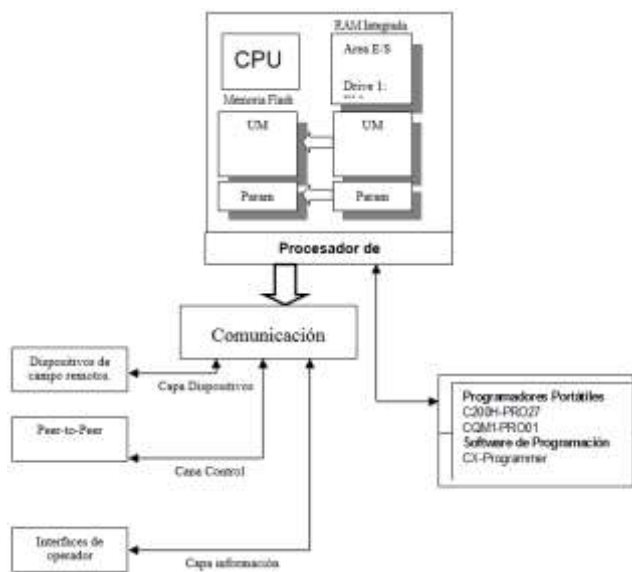 RAM Integrada
CPU
Area E/S
Drive 1:
Memoria Flash
UM
UM
Param
Param
Procesador de
Comunicación
Dispositivos de
campo remotos.
Capa Dispositivos
Peer-to-Peer
Capa Control
Interfaces de
operador
Capa información
Programadores Portátiles
C200H-PRO27
CQM1-PRO01
Software de Programación
CX-Programmer